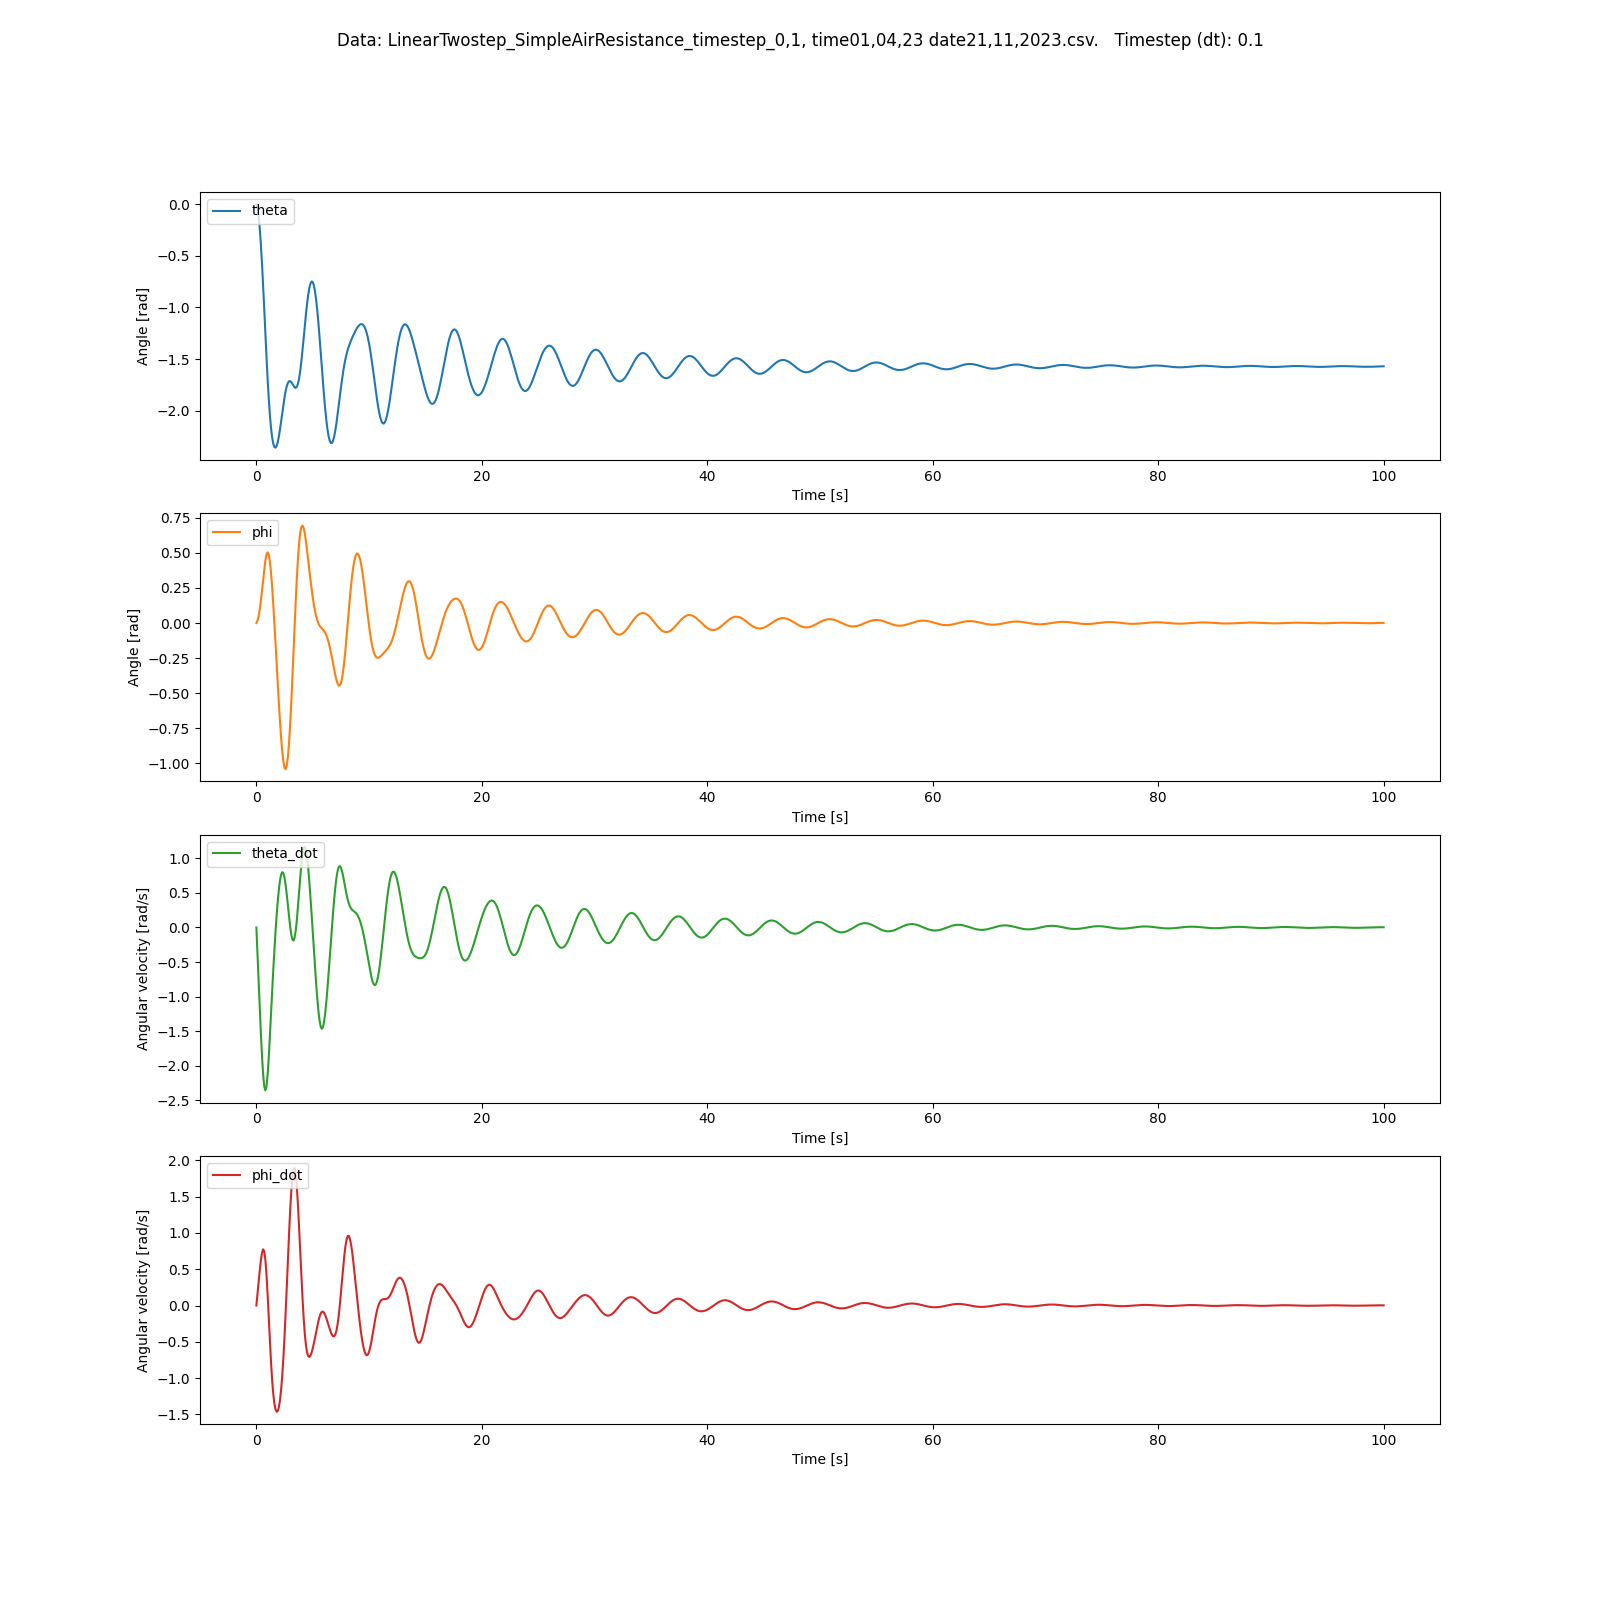 Data: LinearTwostep_SimpleAirResistance_timestep_0,1, time01,04,23 date21,11,2023.csv.   Timestep (dt): 0.1
theta
0.0
−0.5
−1.0
−1.5
−2.0
Angle [rad]
0 20 40 60 80 100
Time [s]
phi
0.75
0.50
0.25
0.00
−0.25
−0.50
−0.75
−1.00
Angle [rad]
0 20 40 60 80 100
Time [s]
theta_dot
1.0
0.5
0.0
−0.5
−1.0
−1.5
−2.0
−2.5
Angular velocity [rad/s]
0 20 40 60 80 100
Time [s]
phi_dot
2.0
1.5
1.0
0.5
0.0
−0.5
−1.0
−1.5
Angular velocity [rad/s]
0 20 40 60 80 100
Time [s]